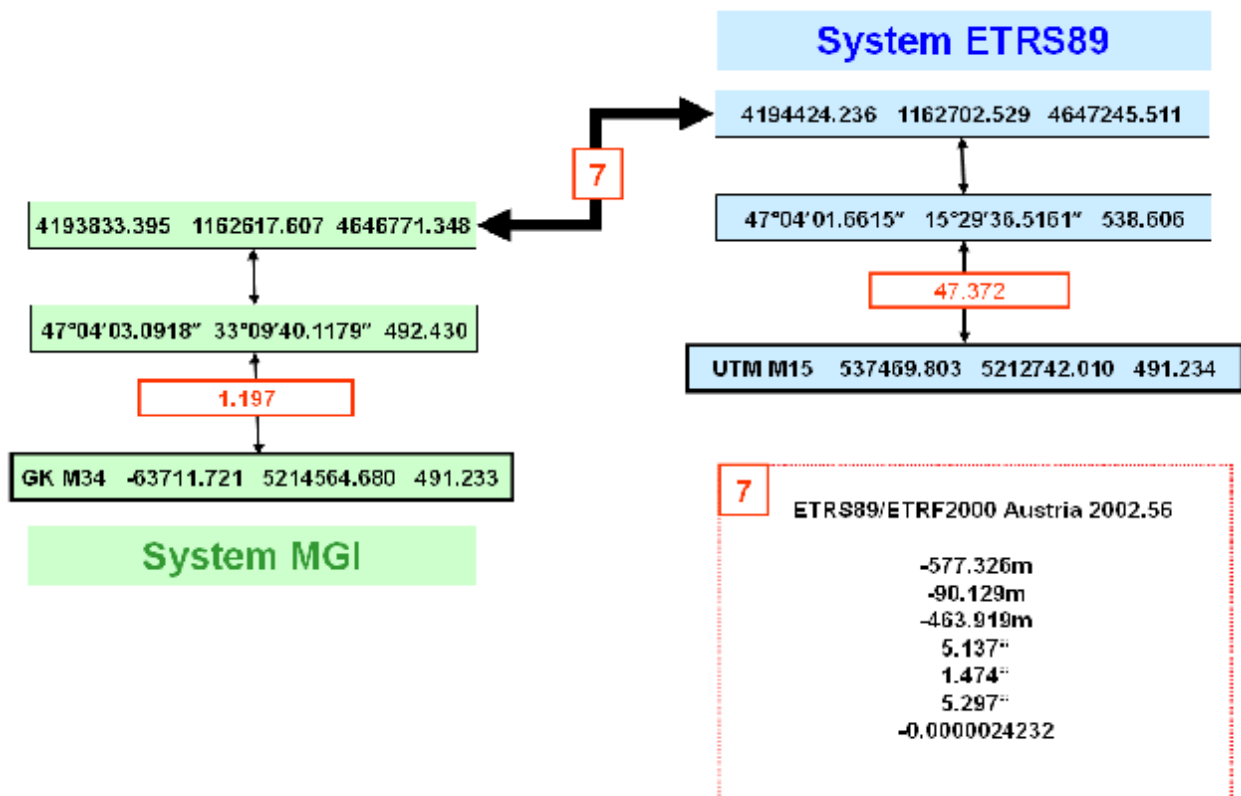 System ETRS89
4194424.236 1162702.529 4647245.511
7
4193833.395 1162617.607 4646771.348
47°04'01.6615" 15°29'36.5161" 538.606
47.372
47°04'03.0918" 33°09'40.1179" 492.430
UTM M15 537469.803 5212742.010 491.234
1.197
GK M34 -63711.721 5214564.680 491.233
System MGI
7
ETRS89/ETRF2000 Austria 2002.56
-577.326m
-90.129m
-463.919m
5.137"
1.474"
5.297"
-0.0000024232